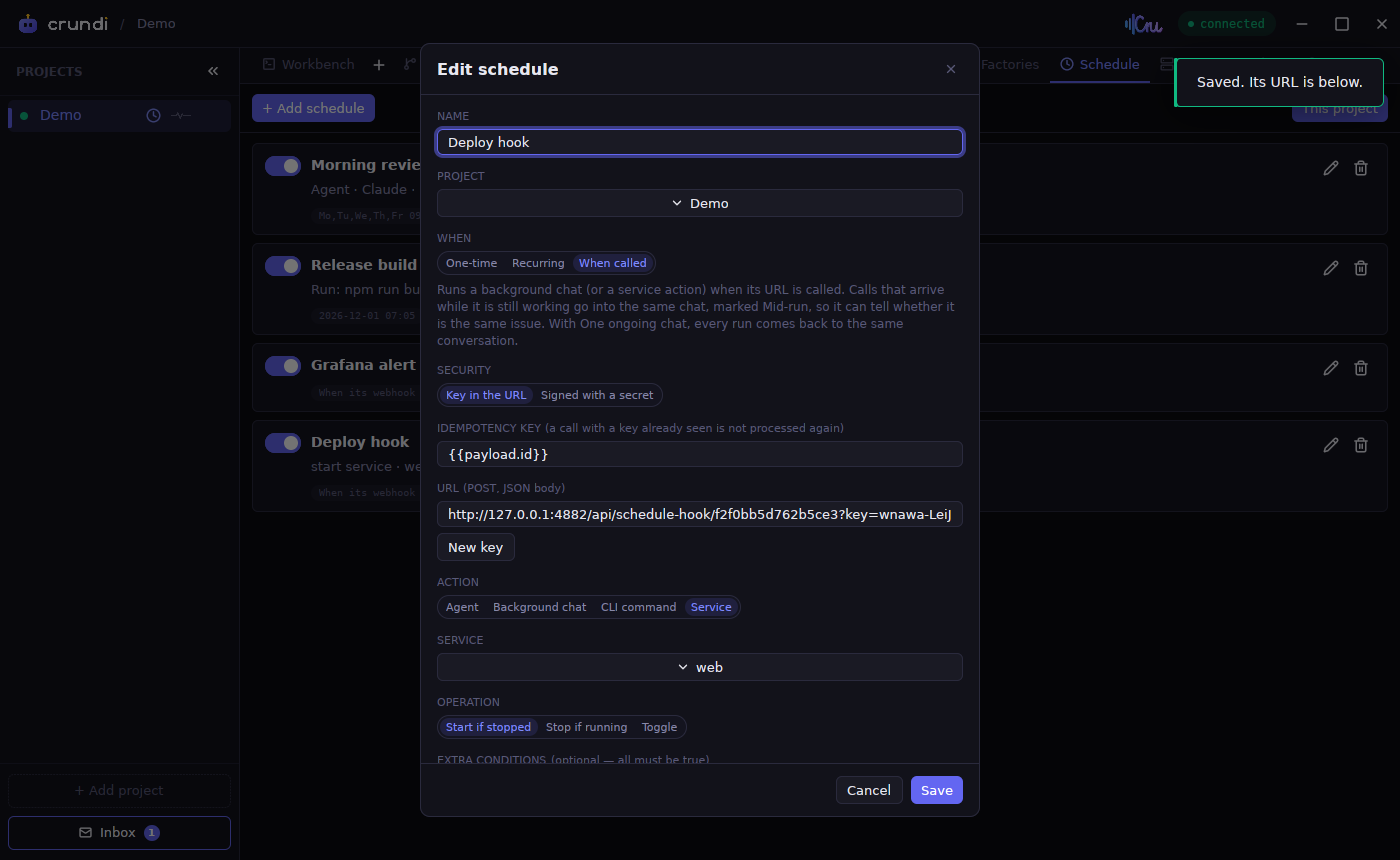 crundi / Demo
Cru
connected
PROJECTS
Workbench
Factories
Schedule
Saved. Its URL is below.
Demo
+ Add schedule
This project
Morning revie
Agent · Claude ·
Mo,Tu,We,Th,Fr 09
Release build
Run: npm run bu
2026-12-01 07:05
Grafana alert
When its webhook
Deploy hook
start service · we
When its webhook
Edit schedule
NAME
Deploy hook
PROJECT
Demo
WHEN
One-time Recurring When called
Runs a background chat (or a service action) when its URL is called. Calls that arrive
while it is still working go into the same chat, marked Mid-run, so it can tell whether it
is the same issue. With One ongoing chat, every run comes back to the same
conversation.
SECURITY
Key in the URL Signed with a secret
IDEMPOTENCY KEY (a call with a key already seen is not processed again)
{{payload.id}}
URL (POST, JSON body)
http://127.0.0.1:4882/api/schedule-hook/f2f0bb5d762b5ce3?key=wnawa-LeiJ
New key
ACTION
Agent Background chat CLI command Service
SERVICE
web
OPERATION
Start if stopped Stop if running Toggle
EXTRA CONDITIONS (optional — all must be true)
Cancel Save
+ Add project
Inbox 1